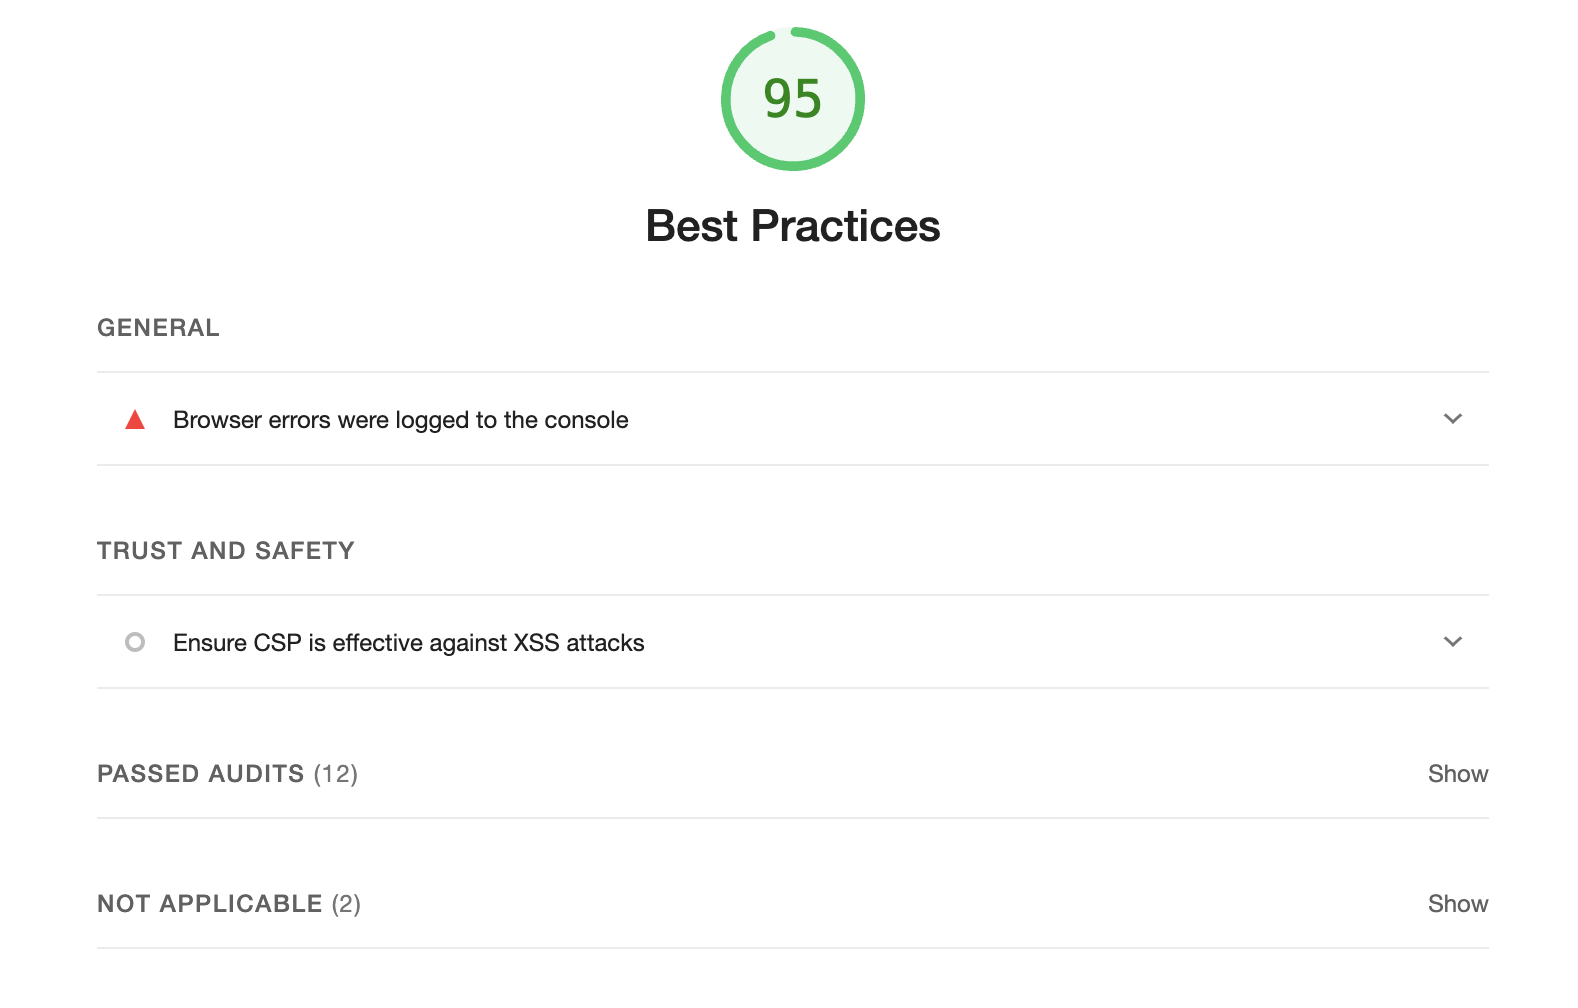 95
Best Practices
GENERAL
Browser errors were logged to the console
TRUST AND SAFETY
Ensure CSP is effective against XSS attacks
PASSED AUDITS (12) Show
NOT APPLICABLE (2) Show